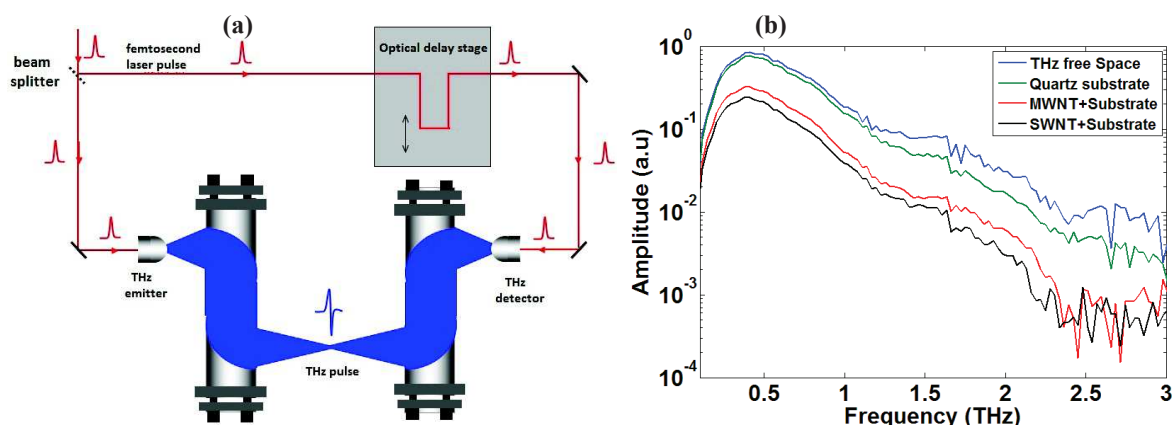 (a)
femtosecond
laser pulse
beam
splitter
Optical delay stage
THz
emitter
THz
detector
THz pulse
(b)
10^0
10^-1
10^-2
10^-3
10^-4
Amplitude (a.u)
THz free Space
Quartz substrate
MWNT+Substrate
SWNT+Substrate
0.5
1.0
1.5
2.0
2.5
3
Frequency (THz)